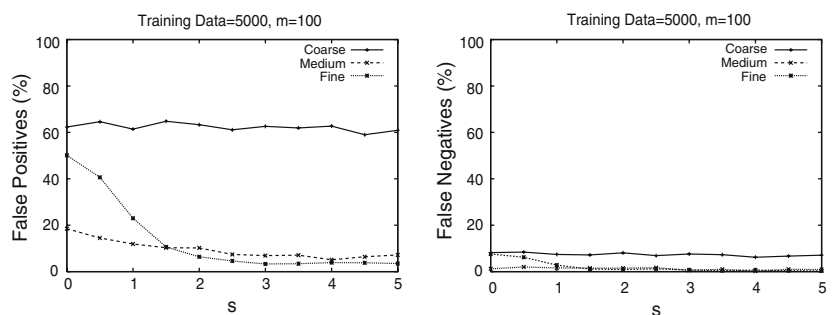 Training Data=5000, m=100
False Positives (%)
100
80
60
40
20
0
Coarse
Medium
Fine
0 1 2 3 4 5
s
Training Data=5000, m=100
False Negatives (%)
100
80
60
40
20
0
Coarse
Medium
Fine
0 1 2 3 4 5
s